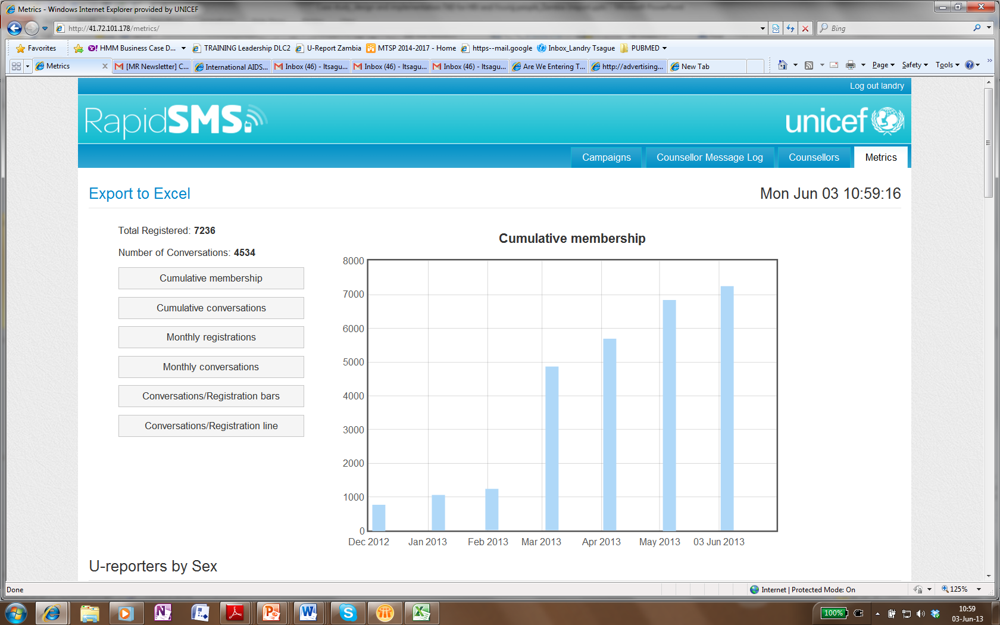 Metrics - Windows Internet Explorer provided by UNICEF
http://41.72.101.178/metrics/
Bing
Favorites
HMM Business Case D...
TRAINING Leadership DLC2
U-Report Zambia
MTSP 2014-2017 - Home
https--mail.google
Inbox_Landry Tsague
PUBMED
Metrics
[MR Newsletter] C...
International AIDS...
Inbox (46) - ltsagu...
Inbox (46) - ltsagu...
Inbox (46) - ltsagu...
Are We Entering T...
http://advertising...
New Tab
Page
Safety
Tools
Log out landry
RapidSMS
unicef
Campaigns
Counsellor Message Log
Counsellors
Metrics
Export to Excel
Mon Jun 03 10:59:16
Total Registered: 7236
Number of Conversations: 4534
Cumulative membership
Cumulative conversations
Monthly registrations
Monthly conversations
Conversations/Registration bars
Conversations/Registration line
Cumulative membership
8000
7000
6000
5000
4000
3000
2000
1000
0
Dec 2012
Jan 2013
Feb 2013
Mar 2013
Apr 2013
May 2013
03 Jun 2013
U-reporters by Sex
Done
Internet | Protected Mode: On
125%
100%
10:59
03-Jun-13